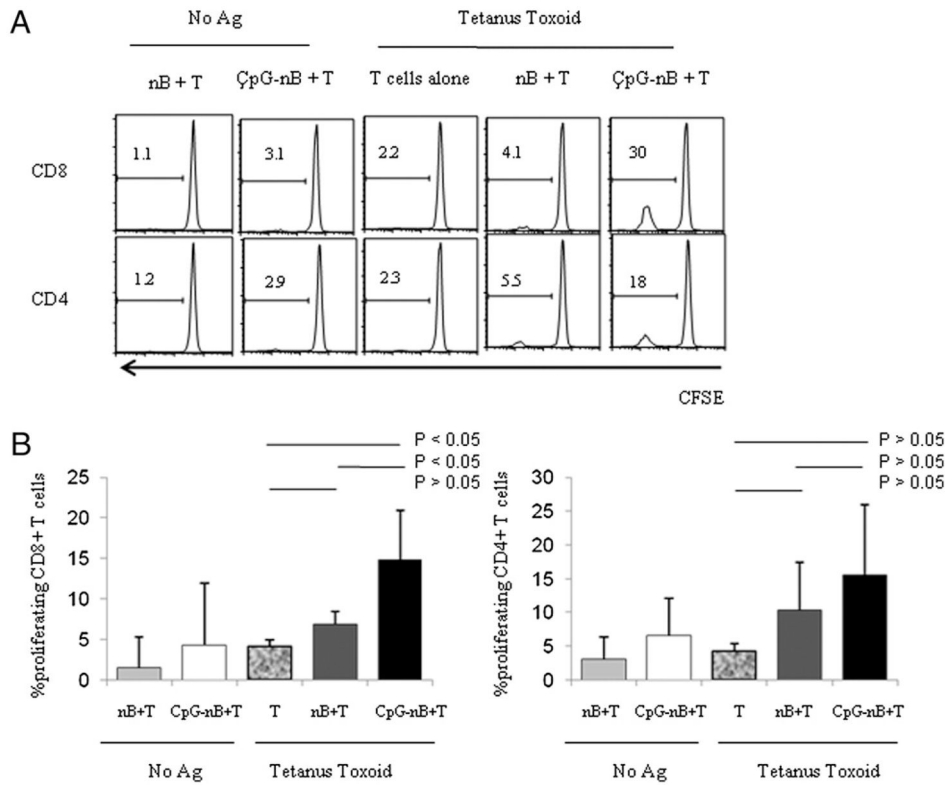 A
No Ag
Tetanus Toxoid
nB + T
ÇpG-nB + T
T cells alone
nB + T
ÇpG-nB + T
CD8
1.1
3.1
2.2
4.1
30
CD4
1.2
2.9
2.3
5.5
18
CFSE
B
P < 0.05
P < 0.05
P > 0.05
%proliferating CD8+T cells
25
20
15
10
5
0
nB+T
CpG-nB+T
T
nB+T
CpG-nB+T
No Ag
Tetanus Toxoid
P > 0.05
P > 0.05
P > 0.05
%proliferating CD4+T cells
30
25
20
15
10
5
0
nB+T
CpG-nB+T
T
nB+T
CpG-nB+T
No Ag
Tetanus Toxoid